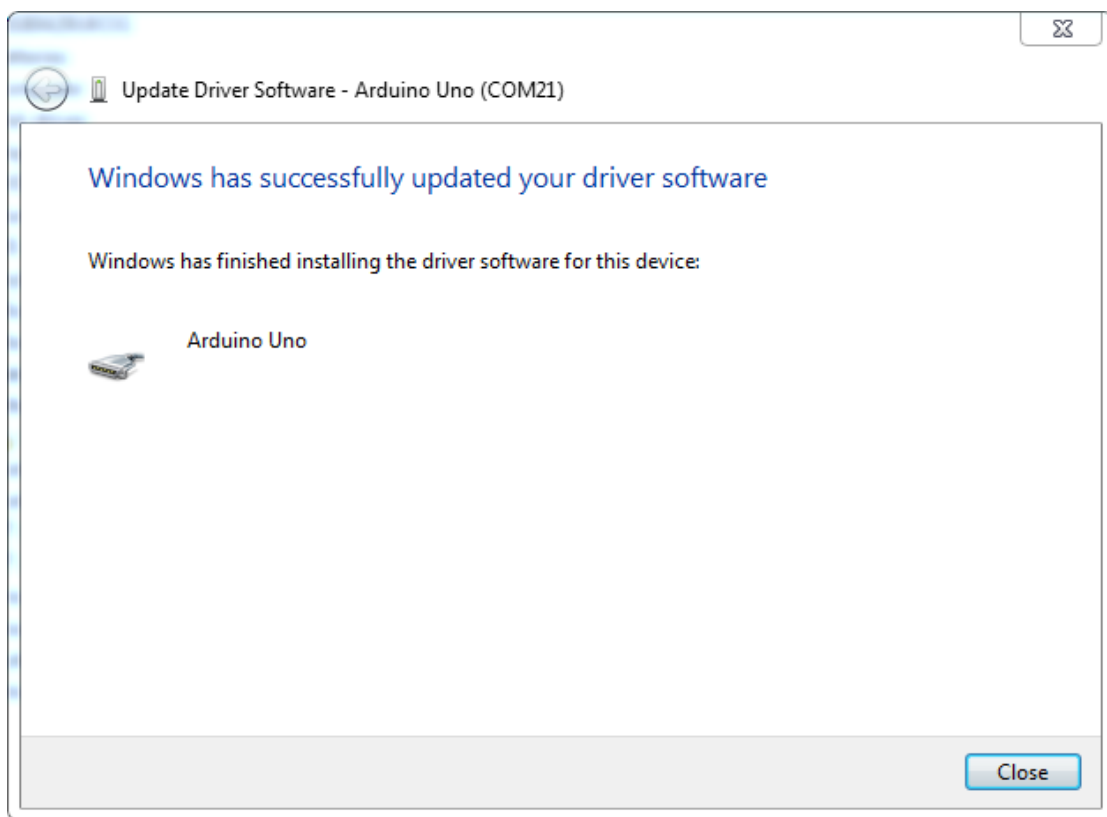 Update Driver Software - Arduino Uno (COM21)
Windows has successfully updated your driver software
Windows has finished installing the driver software for this device:
Arduino Uno
Close